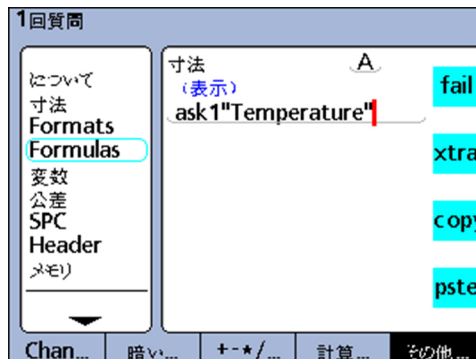 1回質問
について
寸法
Formats
Formulas
変数
公差
SPC
Header
メモリ
寸法
A
(表示)
ask1"Temperature"
fail
xtra
copy
pste
Chan...
暗い...
+-*/...
計算...
その他...